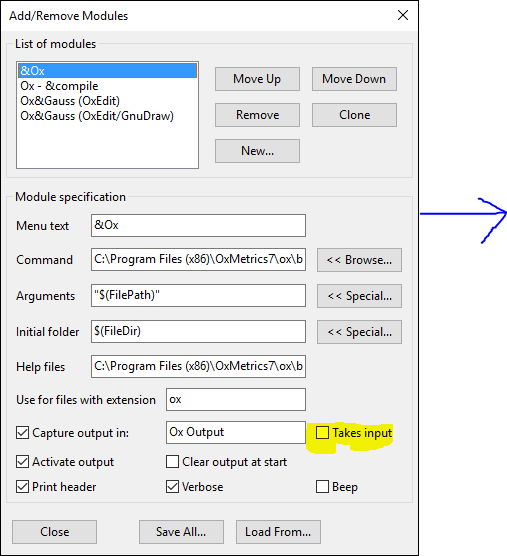 Add/Remove Modules
List of modules
&Ox
Ox - &compile
Ox&Gauss (OxEdit)
Ox&Gauss (OxEdit/GnuDraw)
Move Up
Move Down
Remove
Clone
New...
Module specification
Menu text
&Ox
Command
C:\Program Files (x86)\OxMetrics7\ox\b
<< Browse...
Arguments
"$(FilePath)"
<< Special...
Initial folder
$(FileDir)
<< Special...
Help files
C:\Program Files (x86)\OxMetrics7\ox\b
Use for files with extension
ox
Capture output in:
Ox Output
Takes input
Activate output
Clear output at start
Print header
Verbose
Beep
Close
Save All...
Load From...